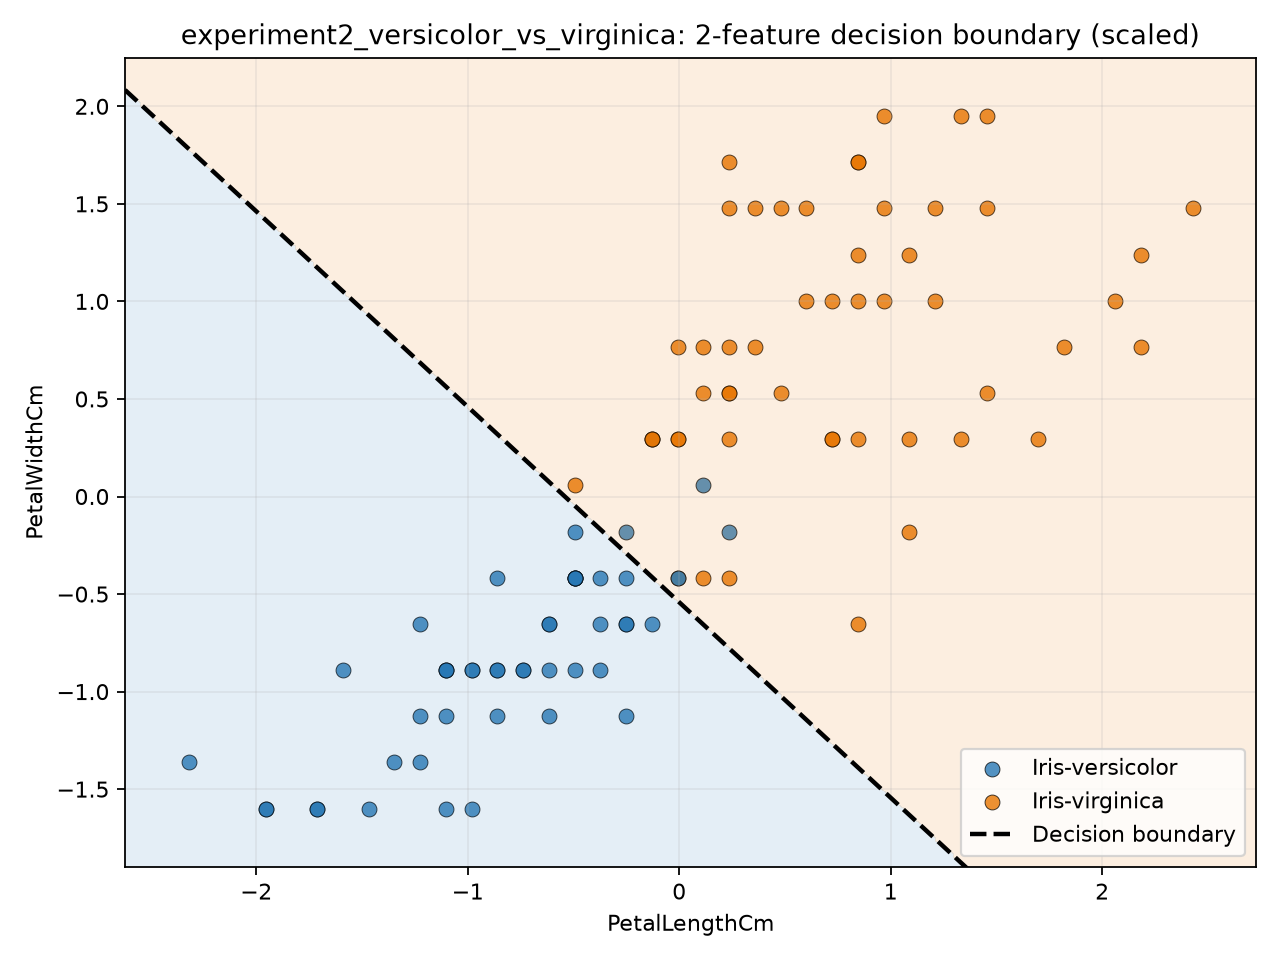 experiment2_versicolor_vs_virginica: 2-feature decision boundary (scaled)
PetalWidthCm
2.0
1.5
1.0
0.5
0.0
−0.5
−1.0
−1.5
Iris-versicolor
Iris-virginica
Decision boundary
−2
−1
0
1
2
PetalLengthCm